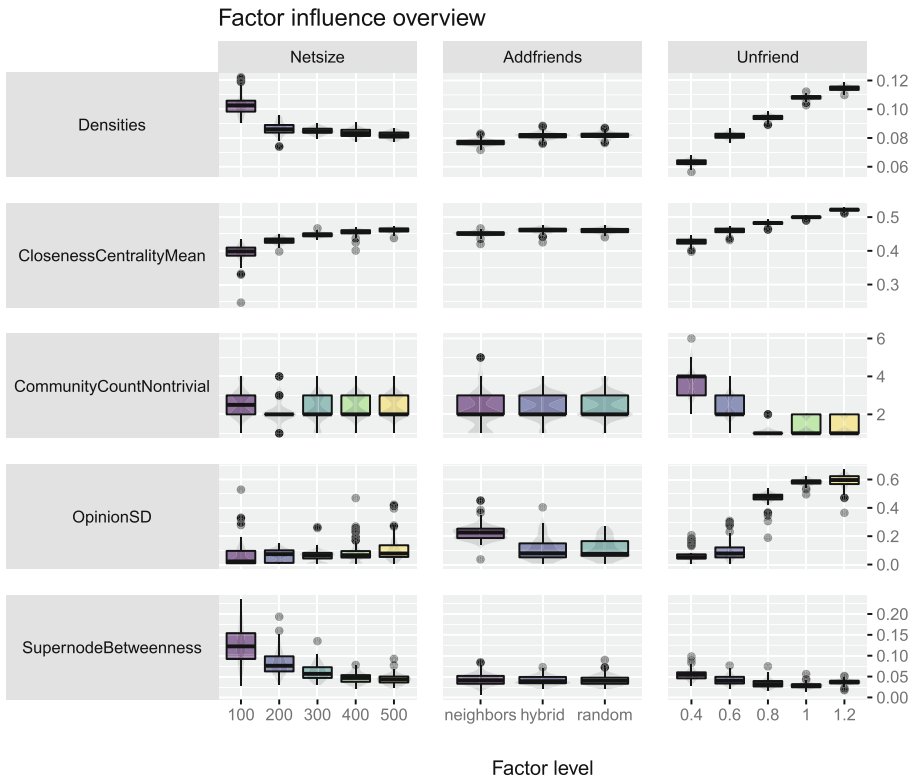 Factor influence overview
Netsize Addfriends Unfriend
Densities
0.12
0.10
0.08
0.06
ClosenessCentralityMean
0.5
0.4
0.3
CommunityCountNontrivial
6
4
2
OpinionSD
0.6
0.4
0.2
0.0
SupernodeBetweenness
0.20
0.15
0.10
0.05
0.00
100 200 300 400 500 neighbors hybrid random 0.4 0.6 0.8 1 1.2
Factor level